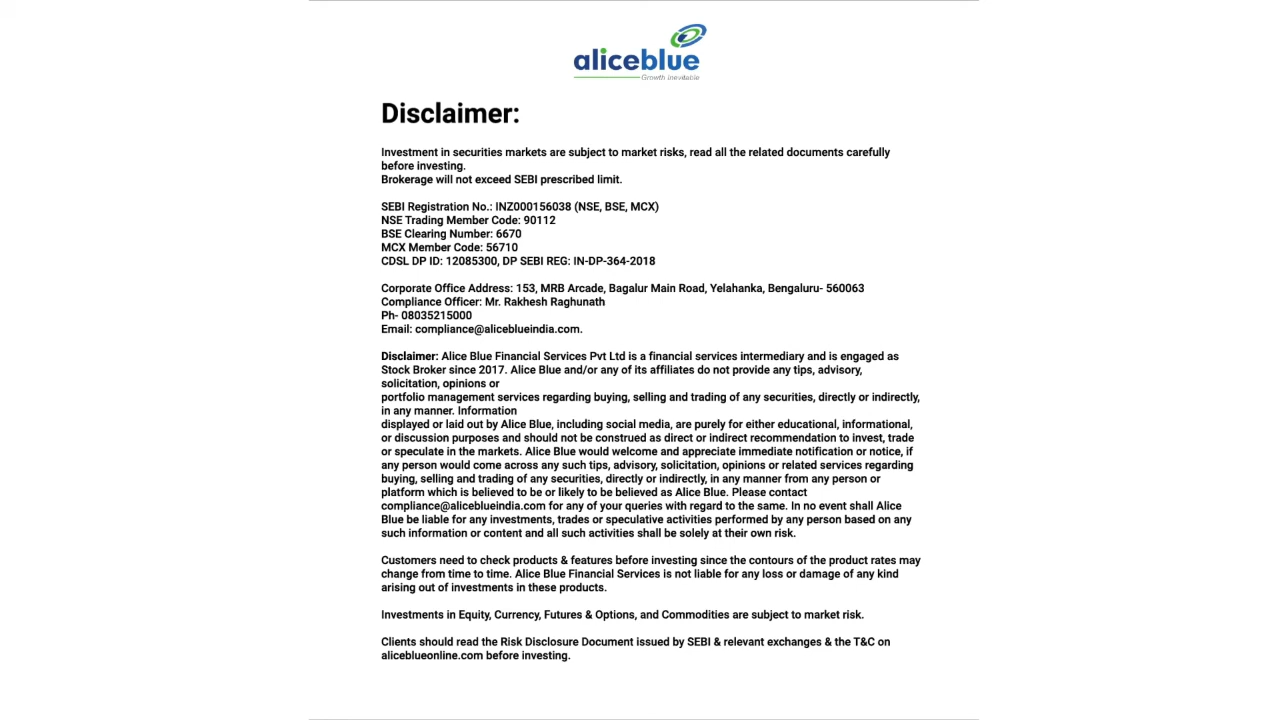 aliceblue
Growth Inevitable
Disclaimer:
Investment in securities markets are subject to market risks, read all the related documents carefully
before investing.
Brokerage will not exceed SEBI prescribed limit.
SEBI Registration No.: INZ000156038 (NSE, BSE, MCX)
NSE Trading Member Code: 90112
BSE Clearing Number: 6670
MCX Member Code: 56710
CDSL DP ID: 12085300, DP SEBI REG: IN-DP-364-2018
Corporate Office Address: 153, MRB Arcade, Bagalur Main Road, Yelahanka, Bengaluru- 560063
Compliance Officer: Mr. Rakhesh Raghunath
Ph- 08035215000
Email: compliance@aliceblueindia.com.
Disclaimer: Alice Blue Financial Services Pvt Ltd is a financial services intermediary and is engaged as
Stock Broker since 2017. Alice Blue and/or any of its affiliates do not provide any tips, advisory,
solicitation, opinions or
portfolio management services regarding buying, selling and trading of any securities, directly or indirectly,
in any manner. Information
displayed or laid out by Alice Blue, including social media, are purely for either educational, informational,
or discussion purposes and should not be construed as direct or indirect recommendation to invest, trade
or speculate in the markets. Alice Blue would welcome and appreciate immediate notification or notice, if
any person would come across any such tips, advisory, solicitation, opinions or related services regarding
buying, selling and trading of any securities, directly or indirectly, in any manner from any person or
platform which is believed to be or likely to be believed as Alice Blue. Please contact
compliance@aliceblueindia.com for any of your queries with regard to the same. In no event shall Alice
Blue be liable for any investments, trades or speculative activities performed by any person based on any
such information or content and all such activities shall be solely at their own risk.
Customers need to check products & features before investing since the contours of the product rates may
change from time to time. Alice Blue Financial Services is not liable for any loss or damage of any kind
arising out of investments in these products.
Investments in Equity, Currency, Futures & Options, and Commodities are subject to market risk.
Clients should read the Risk Disclosure Document issued by SEBI & relevant exchanges & the T&C on
aliceblueonline.com before investing.